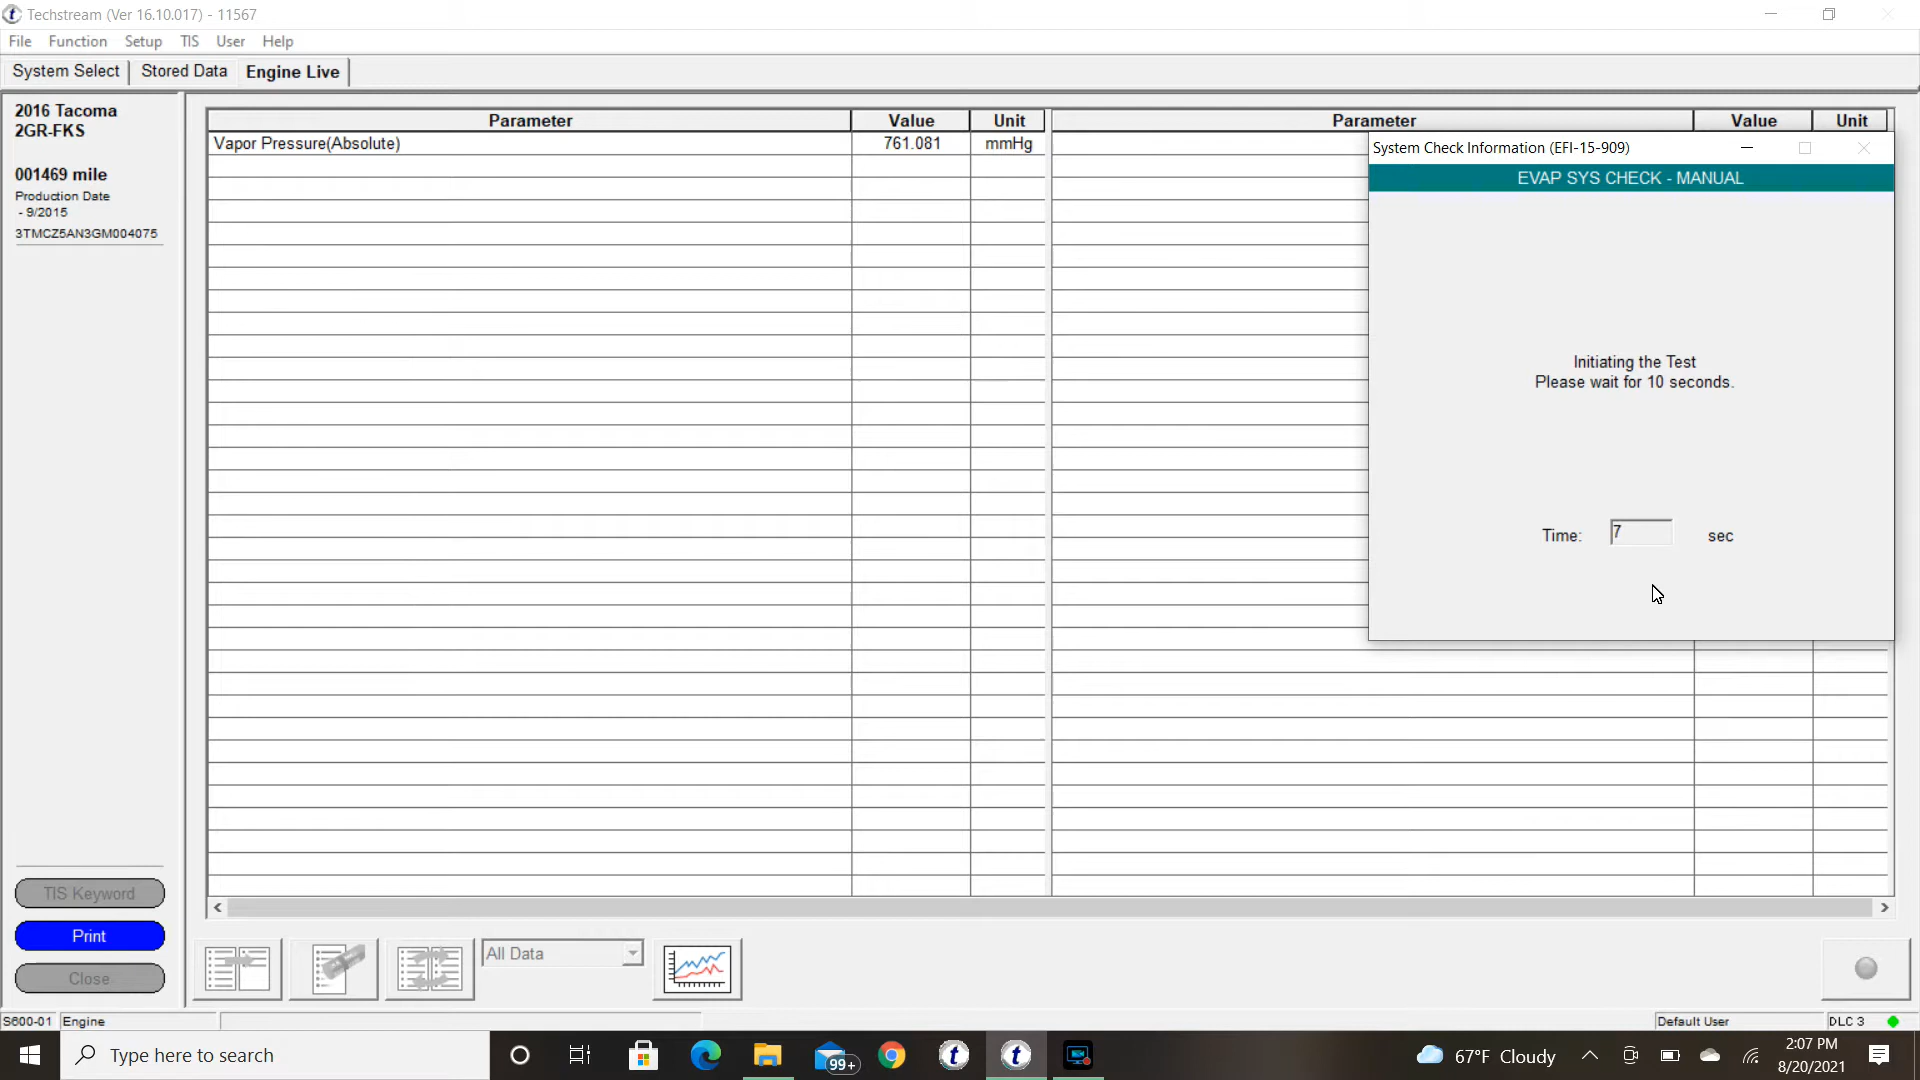 Techstream (Ver 16.10.017) - 11567
File Function Setup TIS User Help
System Select Stored Data Engine Live
2016 Tacoma
2GR-FKS
001469 mile
Production Date
- 9/2015
3TMCZ5AN3GM004075
Parameter Value Unit Parameter Value Unit
Vapor Pressure(Absolute) 761.081 mmHg
System Check Information (EFI-15-909)
EVAP SYS CHECK - MANUAL
Initiating the Test
Please wait for 10 seconds.
Time: 7 sec
TIS Keyword
Print
Close
All Data
S600-01 Engine Default User DLC 3
Type here to search
99+
67°F Cloudy
2:07 PM
8/20/2021